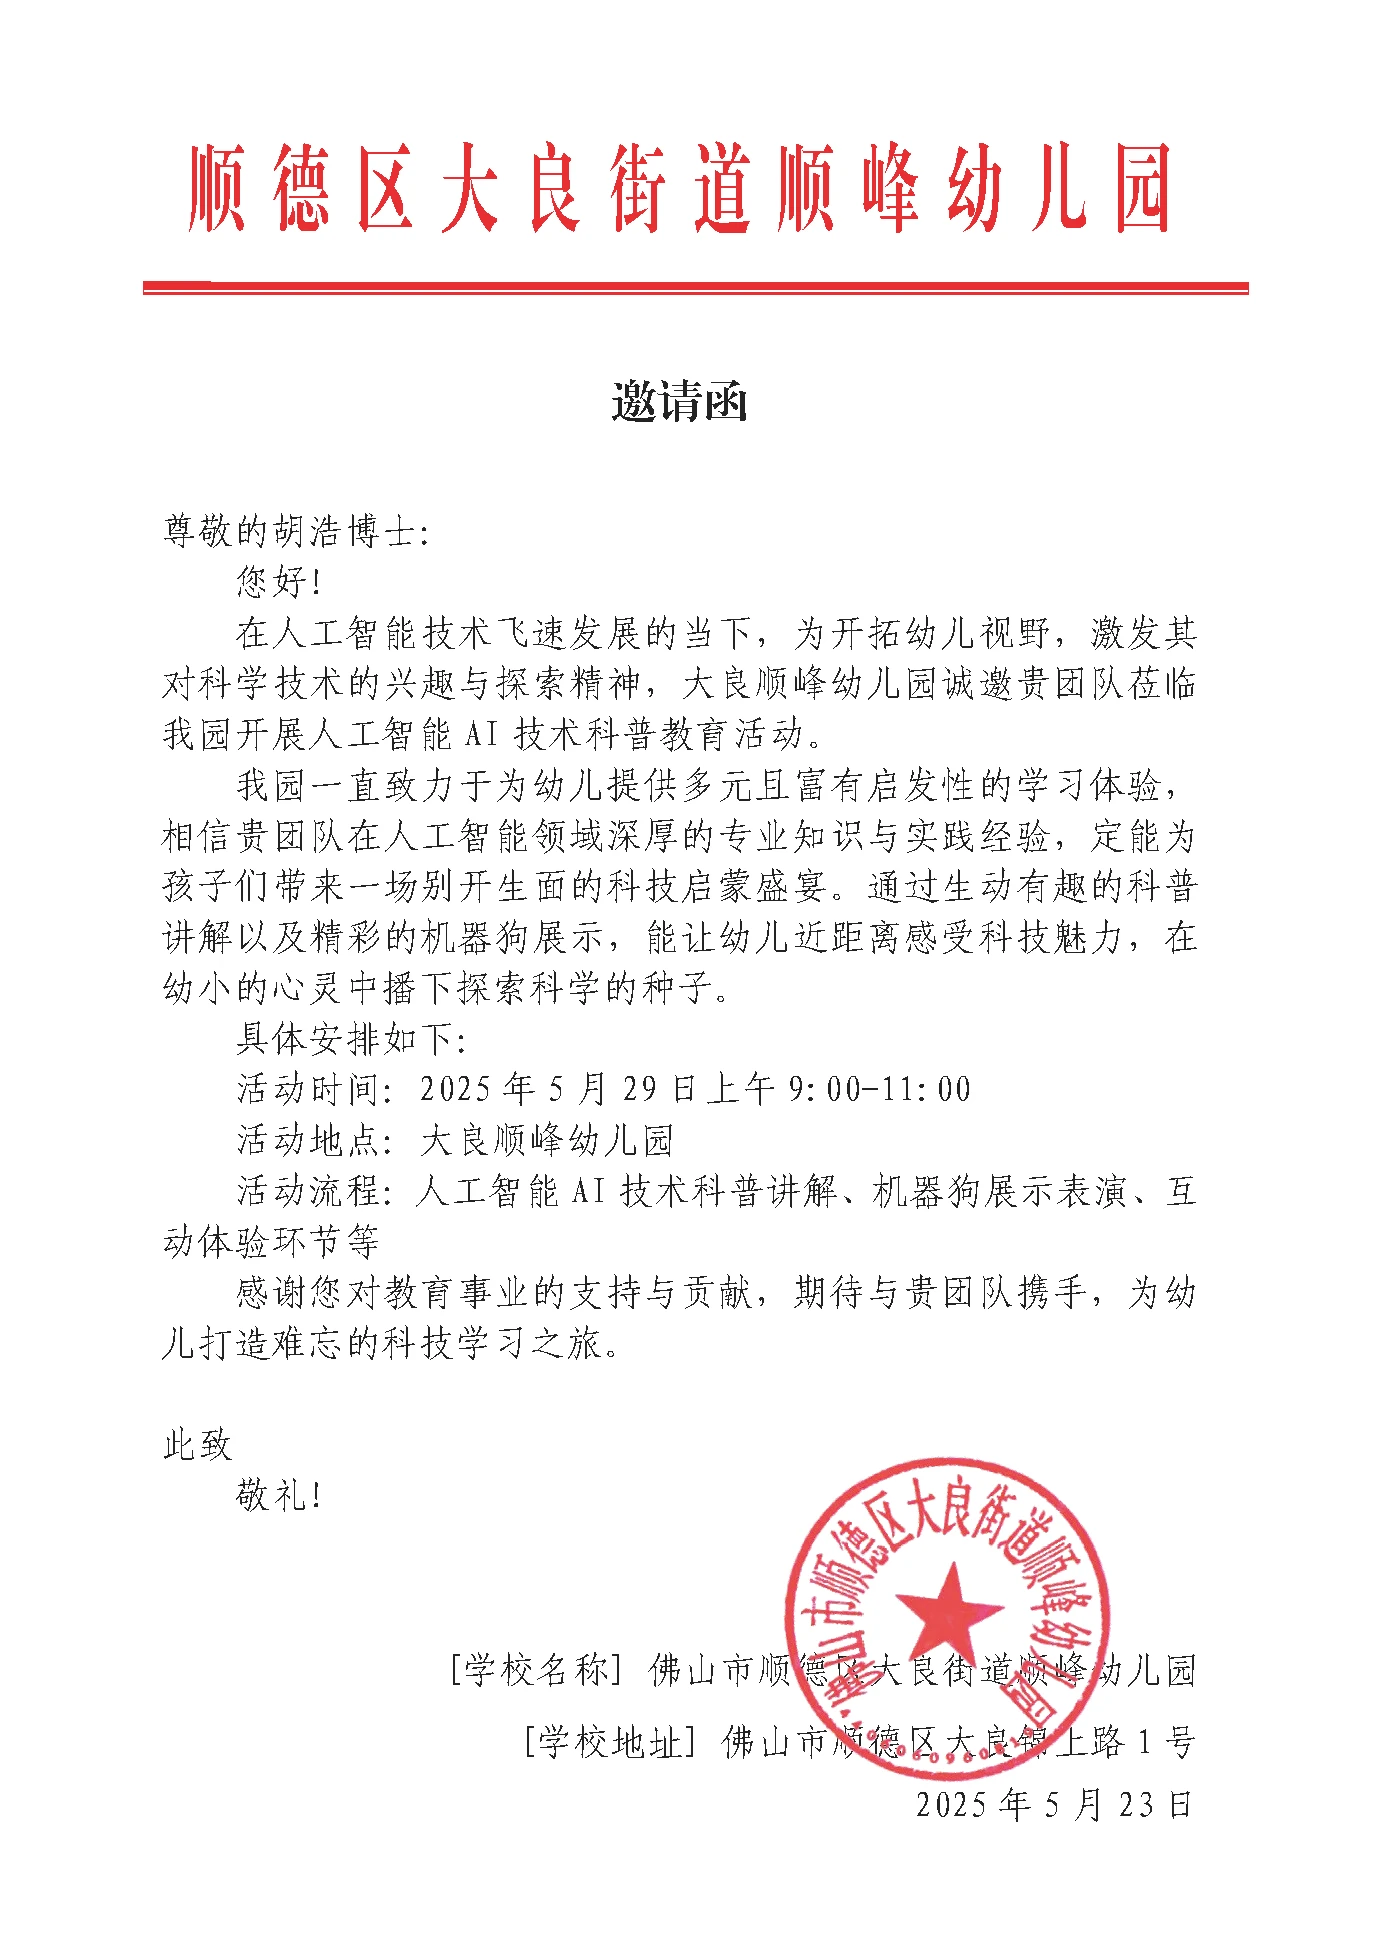 顺德区大良街道顺峰幼儿园
邀请函
尊敬的胡浩博士：
您好！
在人工智能技术飞速发展的当下，为开拓幼儿视野，激发其
对科学技术的兴趣与探索精神，大良顺峰幼儿园诚邀贵团队莅临
我园开展人工智能 AI 技术科普教育活动。
我园一直致力于为幼儿提供多元且富有启发性的学习体验，
相信贵团队在人工智能领域深厚的专业知识与实践经验，定能为
孩子们带来一场别开生面的科技启蒙盛宴。通过生动有趣的科普
讲解以及精彩的机器狗展示，能让幼儿近距离感受科技魅力，在
幼小的心灵中播下探索科学的种子。
具体安排如下：
活动时间：2025 年 5 月 29 日上午 9:00-11:00
活动地点：大良顺峰幼儿园
活动流程：人工智能 AI 技术科普讲解、机器狗展示表演、互
动体验环节等
感谢您对教育事业的支持与贡献，期待与贵团队携手，为幼
儿打造难忘的科技学习之旅。
此致
敬礼！
佛山市顺德区大良街道顺峰幼儿园
[学校名称] 佛山市顺德区大良街道顺峰幼儿园
[学校地址] 佛山市顺德区大良锦上路 1 号
2025 年 5 月 23 日